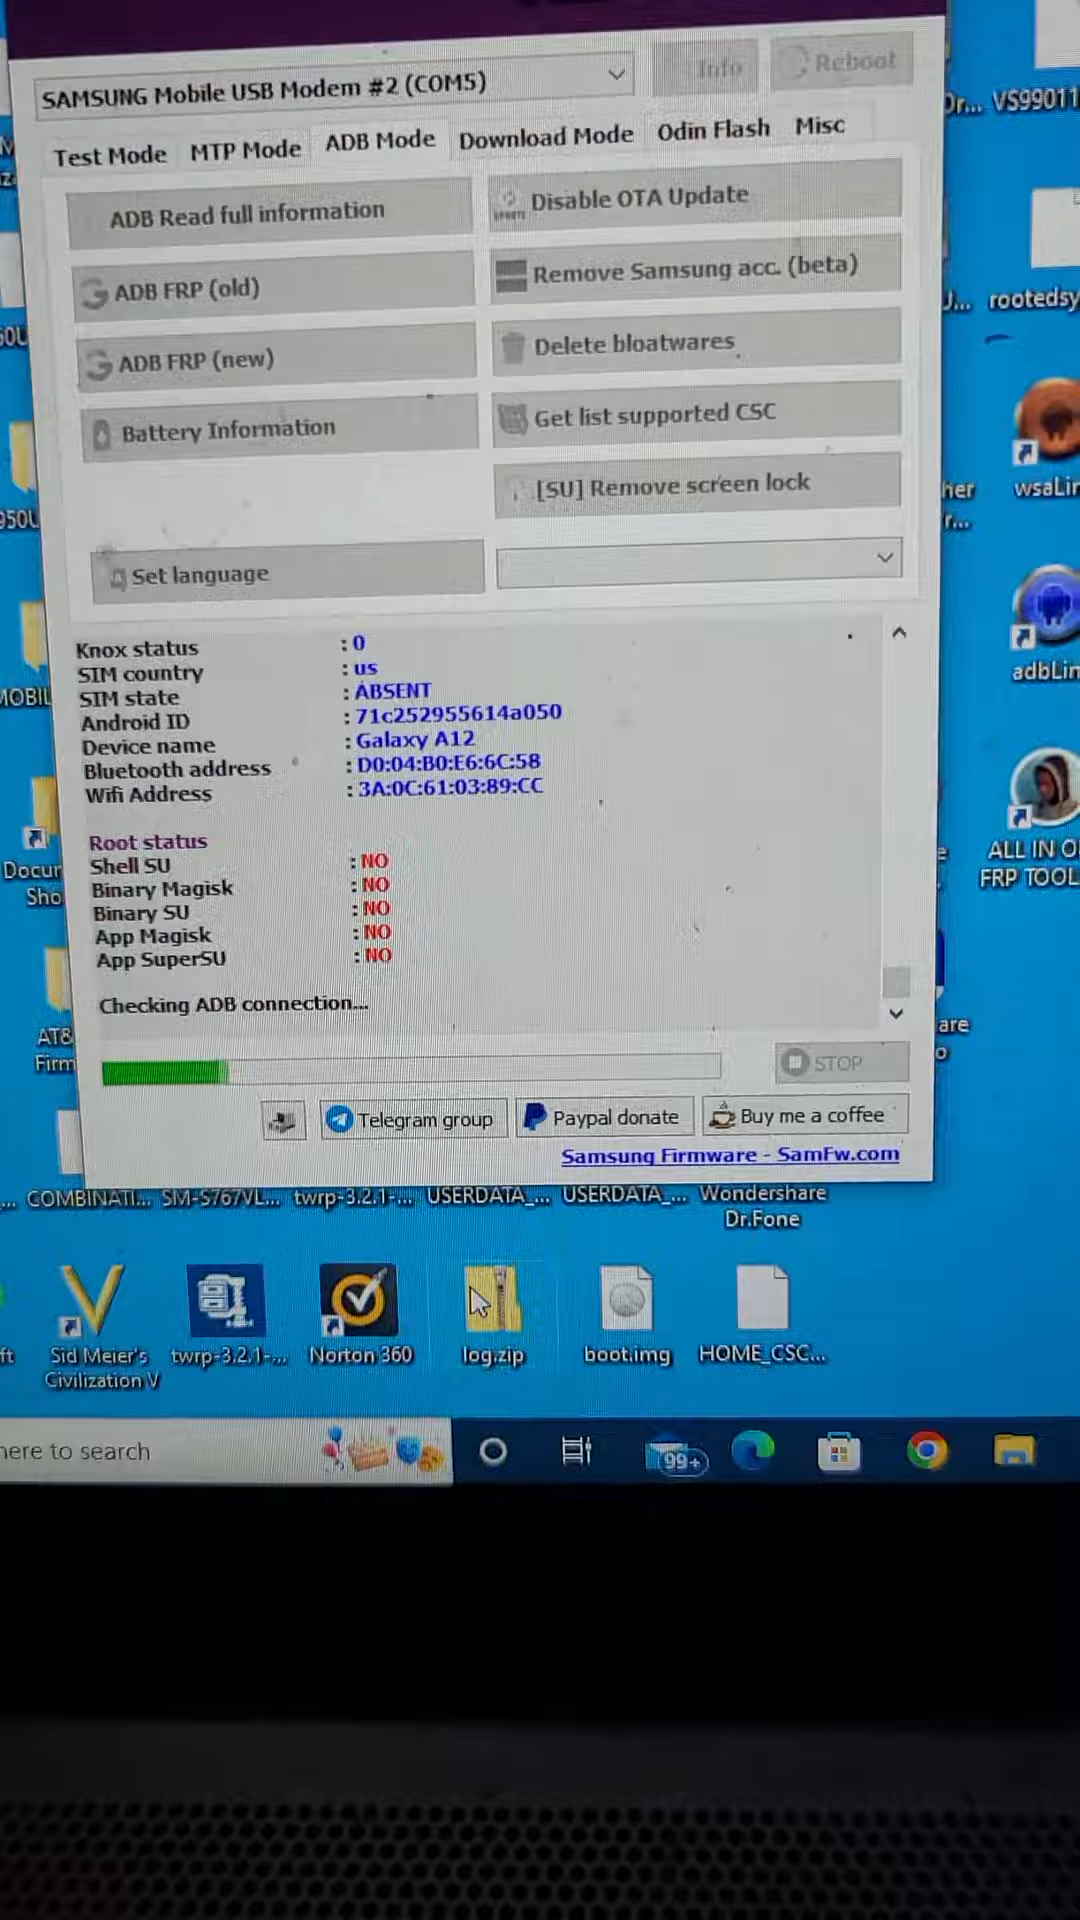 SAMSUNG Mobile USB Modem #2 (COM5)
Info
Reboot
Test Mode
MTP Mode
ADB Mode
Download Mode
Odin Flash
Misc
ADB Read full information
Disable OTA Update
ADB FRP (old)
Remove Samsung acc. (beta)
ADB FRP (new)
Delete bloatwares
Battery Information
Get list supported CSC
[SU] Remove screen lock
Set language
Knox status : 0
SIM country : us
SIM state : ABSENT
Android ID : 71c252955614a050
Device name : Galaxy A12
Bluetooth address : D0:04:B0:E6:6C:58
Wifi Address : 3A:0C:61:03:89:CC
Root status
Shell SU : NO
Binary Magisk : NO
Binary SU : NO
App Magisk : NO
App SuperSU : NO
Checking ADB connection...
STOP
Telegram group
Paypal donate
Buy me a coffee
Samsung Firmware - SamFw.com
VS99011
rootedsy
wsaLin
adbLin
ALL IN O
FRP TOOL
Docum
Sho
AT&
Firm
... COMBINATI...
SM-S767VL...
twrp-3.2.1-...
USERDATA_...
USERDATA_...
Wondershare
Dr.Fone
Sid Meier's
Civilization V
twrp-3.2.1-...
Norton 360
log.zip
boot.img
HOME_CSC...
here to search
99+